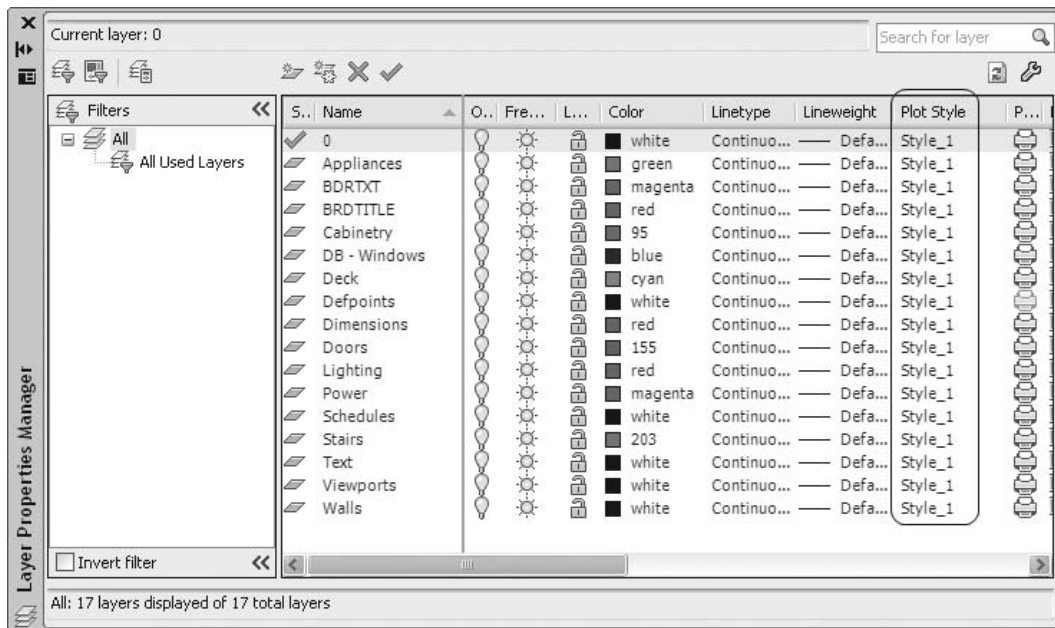 Current layer: 0
Search for layer
Filters
S.. Name O.. Fre... L... Color Linetype Lineweight Plot Style P...
All
All Used Layers
0 white Continuo... Defa... Style_1
Appliances green Continuo... Defa... Style_1
BDRTXT magenta Continuo... Defa... Style_1
BRDTITLE red Continuo... Defa... Style_1
Cabinetry 95 Continuo... Defa... Style_1
DB - Windows blue Continuo... Defa... Style_1
Deck cyan Continuo... Defa... Style_1
Defpoints white Continuo... Defa... Style_1
Dimensions red Continuo... Defa... Style_1
Doors 155 Continuo... Defa... Style_1
Lighting red Continuo... Defa... Style_1
Power magenta Continuo... Defa... Style_1
Schedules white Continuo... Defa... Style_1
Stairs 203 Continuo... Defa... Style_1
Text white Continuo... Defa... Style_1
Viewports white Continuo... Defa... Style_1
Walls white Continuo... Defa... Style_1
Invert filter
All: 17 layers displayed of 17 total layers
Layer Properties Manager